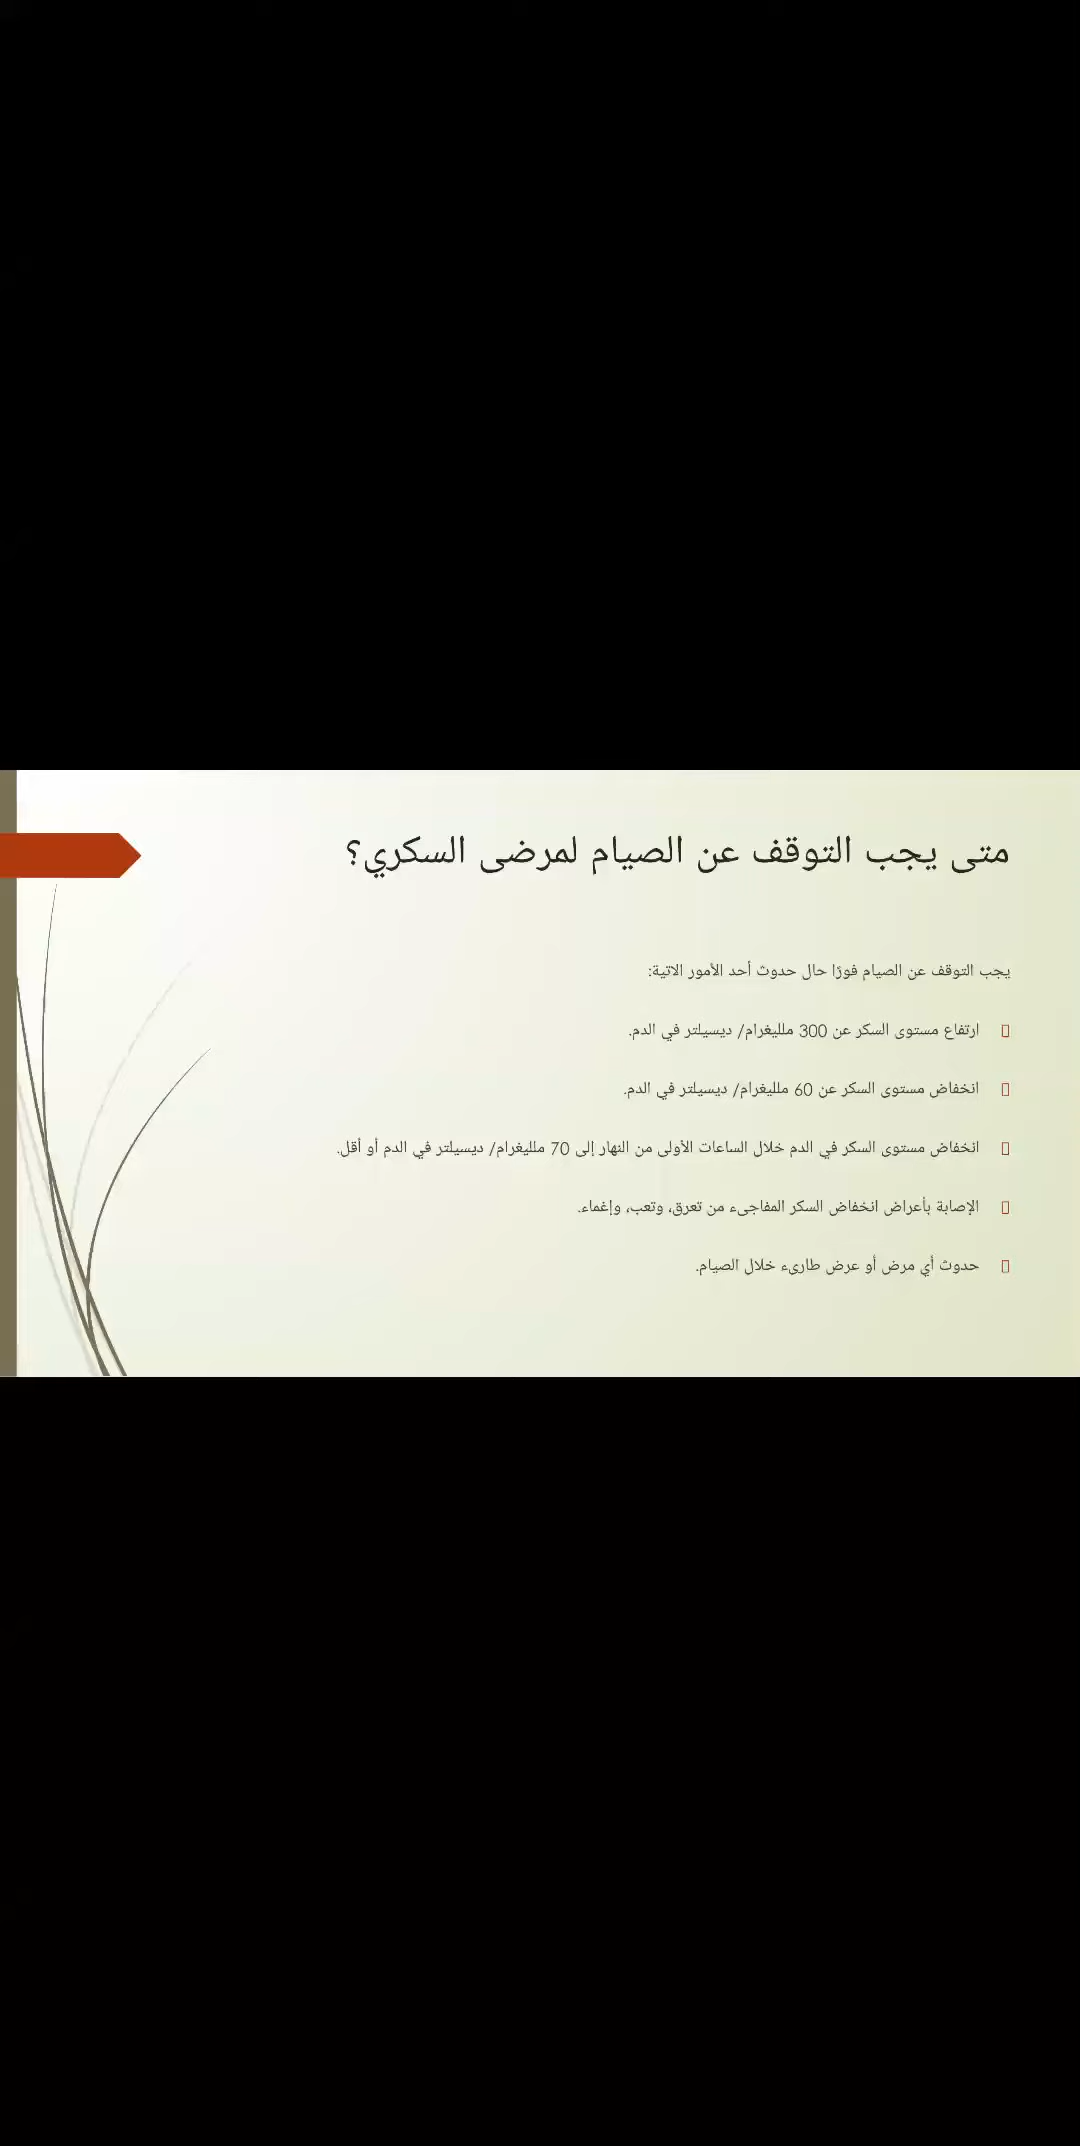 متى يجب التوقف عن الصيام لمرضى السكري؟
يجب التوقف عن الصيام فورًا حال حدوث أحد الأمور الاتية:
ارتفاع مستوى السكر عن 300 ملليغرام/ ديسيلتر في الدم.
انخفاض مستوى السكر عن 60 ملليغرام/ ديسيلتر في الدم.
انخفاض مستوى السكر في الدم خلال الساعات الأولى من النهار إلى 70 ملليغرام/ ديسيلتر في الدم أو أقل.
الإصابة بأعراض انخفاض السكر المفاجىء من تعرق، وتعب، وإغماء.
حدوث أي مرض أو عرض طارىء خلال الصيام.